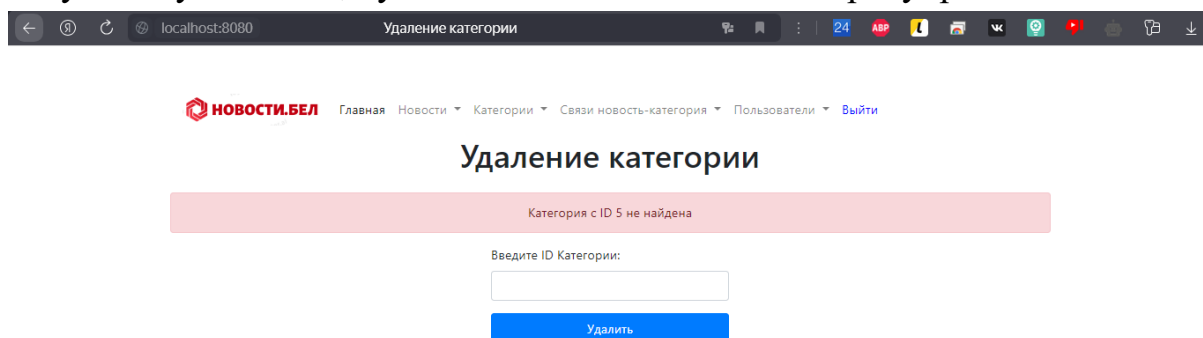 localhost:8080 Удаление категории 24 ABP
НОВОСТИ.БЕЛ Главная Новости Категории Связи новость-категория Пользователи Выйти
Удаление категории
Категория с ID 5 не найдена
Введите ID Категории:
Удалить